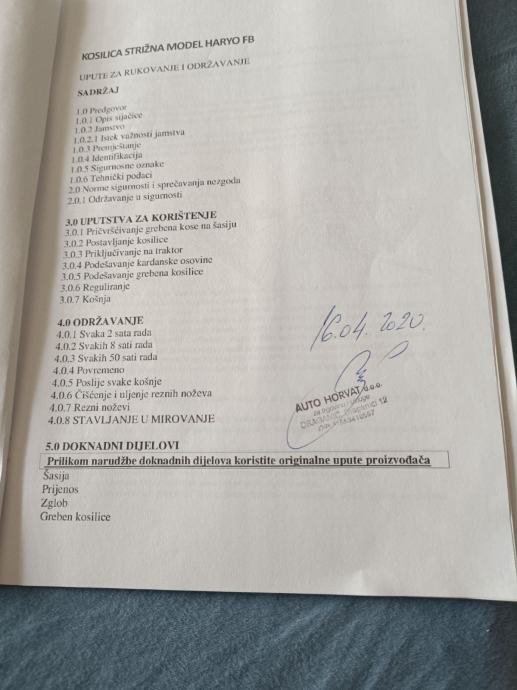 KOSILICA STRIŽNA MODEL HARYO FB
UPUTE ZA RUKOVANJE I ODRŽAVANJE
SADRŽAJ
1.0 Predgovor
1.0.1 Opis sijačice
1.0.2 Jamstvo
1.0.2.1 Istek važnosti jamstva
1.0.3 Premještanje
1.0.4 Identifikacija
1.0.5 Sigurnosne oznake
1.0.6 Tehnički podaci
2.0 Norme sigurnosti i sprečavanja nezgoda
2.0.1 Održavanje u sigurnosti
3.0 UPUTSTVA ZA KORIŠTENJE
3.0.1 Pričvršćivanje grebena kose na šasiju
3.0.2 Postavljanje kosilice
3.0.3 Priključivanje na traktor
3.0.4 Podešavanje kardanske osovine
3.0.5 Podešavanje grebena kosilice
3.0.6 Reguliranje
3.0.7 Košnja
16.04.2020.
4.0 ODRŽAVANJE
4.0.1 Svaka 2 sata rada
4.0.2 Svakih 8 sati rada
4.0.3 Svakih 50 sati rada
4.0.4 Povremeno
4.0.5 Poslije svake košnje
4.0.6 Čišćenje i uljenje reznih noževa
4.0.7 Rezni noževi
4.0.8 STAVLJANJE U MIROVANJE
AUTO HORVAT d.o.o.
5.0 DOKNADNI DIJELOVI
Prilikom narudžbe doknadnih dijelova koristite originalne upute proizvođača
Šasija
Prijenos
Zglob
Greben kosilice